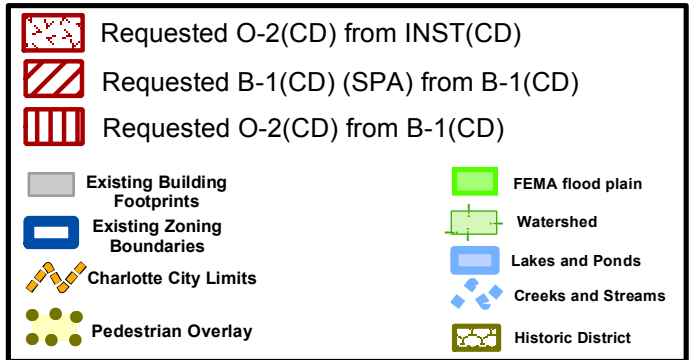 Requested O-2(CD) from INST(CD)
Requested B-1(CD) (SPA) from B-1(CD)
Requested O-2(CD) from B-1(CD)
Existing Building
Footprints
Existing Zoning
Boundaries
Charlotte City Limits
Pedestrian Overlay
FEMA flood plain
Watershed
Lakes and Ponds
Creeks and Streams
Historic District